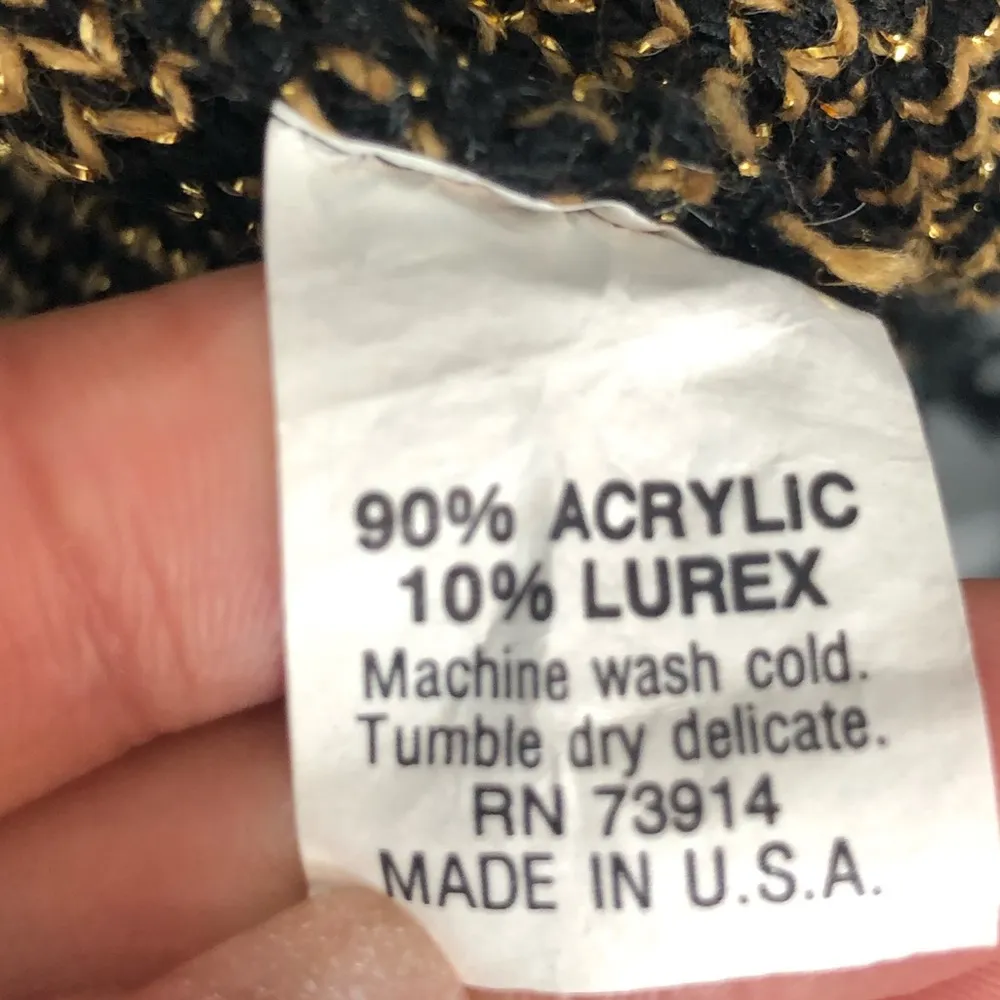 90% ACRYLIC
10% LUREX
Machine wash cold.
Tumble dry delicate.
RN 73914
MADE IN U.S.A.